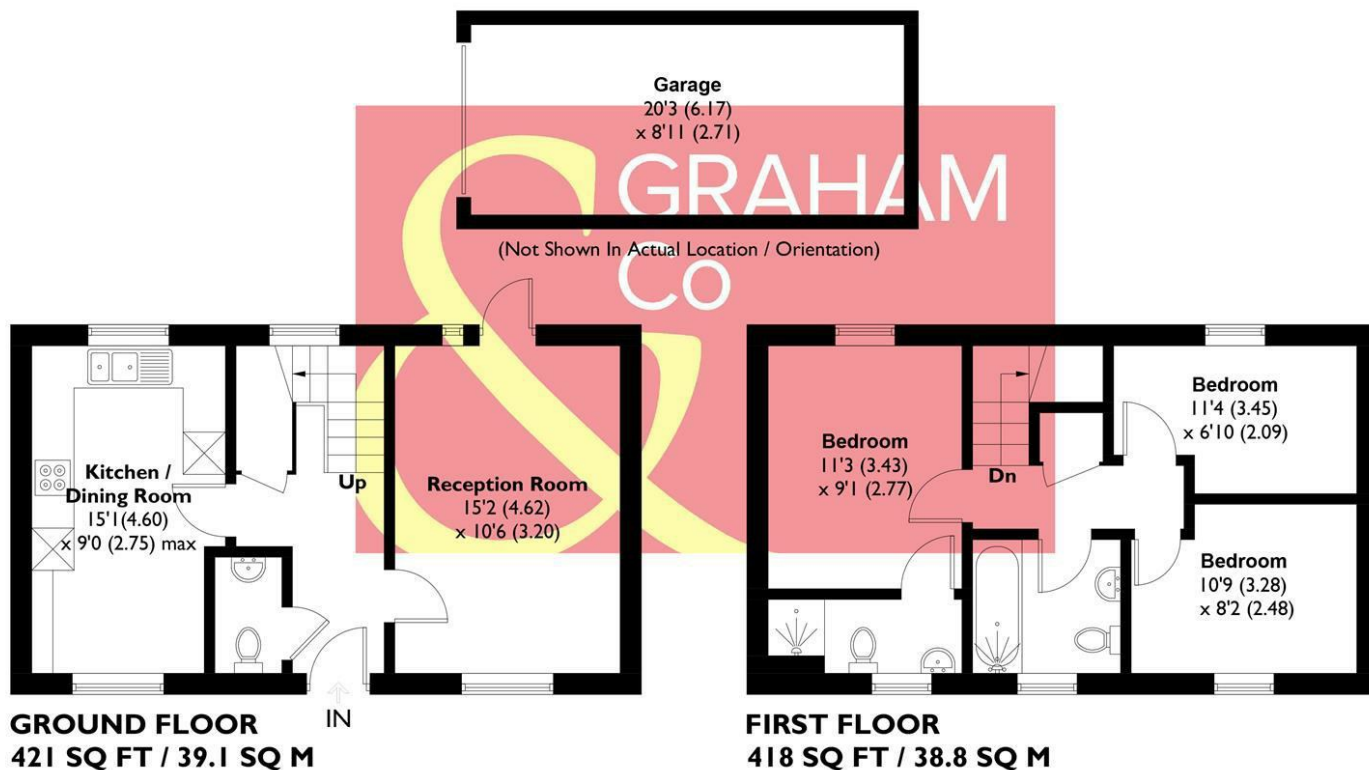 Garage
20'3 (6.17)
x 8'11 (2.71)
GRAHAM
& Co
(Not Shown In Actual Location / Orientation)
Kitchen /
Dining Room
15'1(4.60)
x 9'0 (2.75) max
Up
Reception Room
15'2 (4.62)
x 10'6 (3.20)
IN
GROUND FLOOR
421 SQ FT / 39.1 SQ M
Bedroom
11'3 (3.43)
x 9'1 (2.77)
Dn
Bedroom
11'4 (3.45)
x 6'10 (2.09)
Bedroom
10'9 (3.28)
x 8'2 (2.48)
FIRST FLOOR
418 SQ FT / 38.8 SQ M